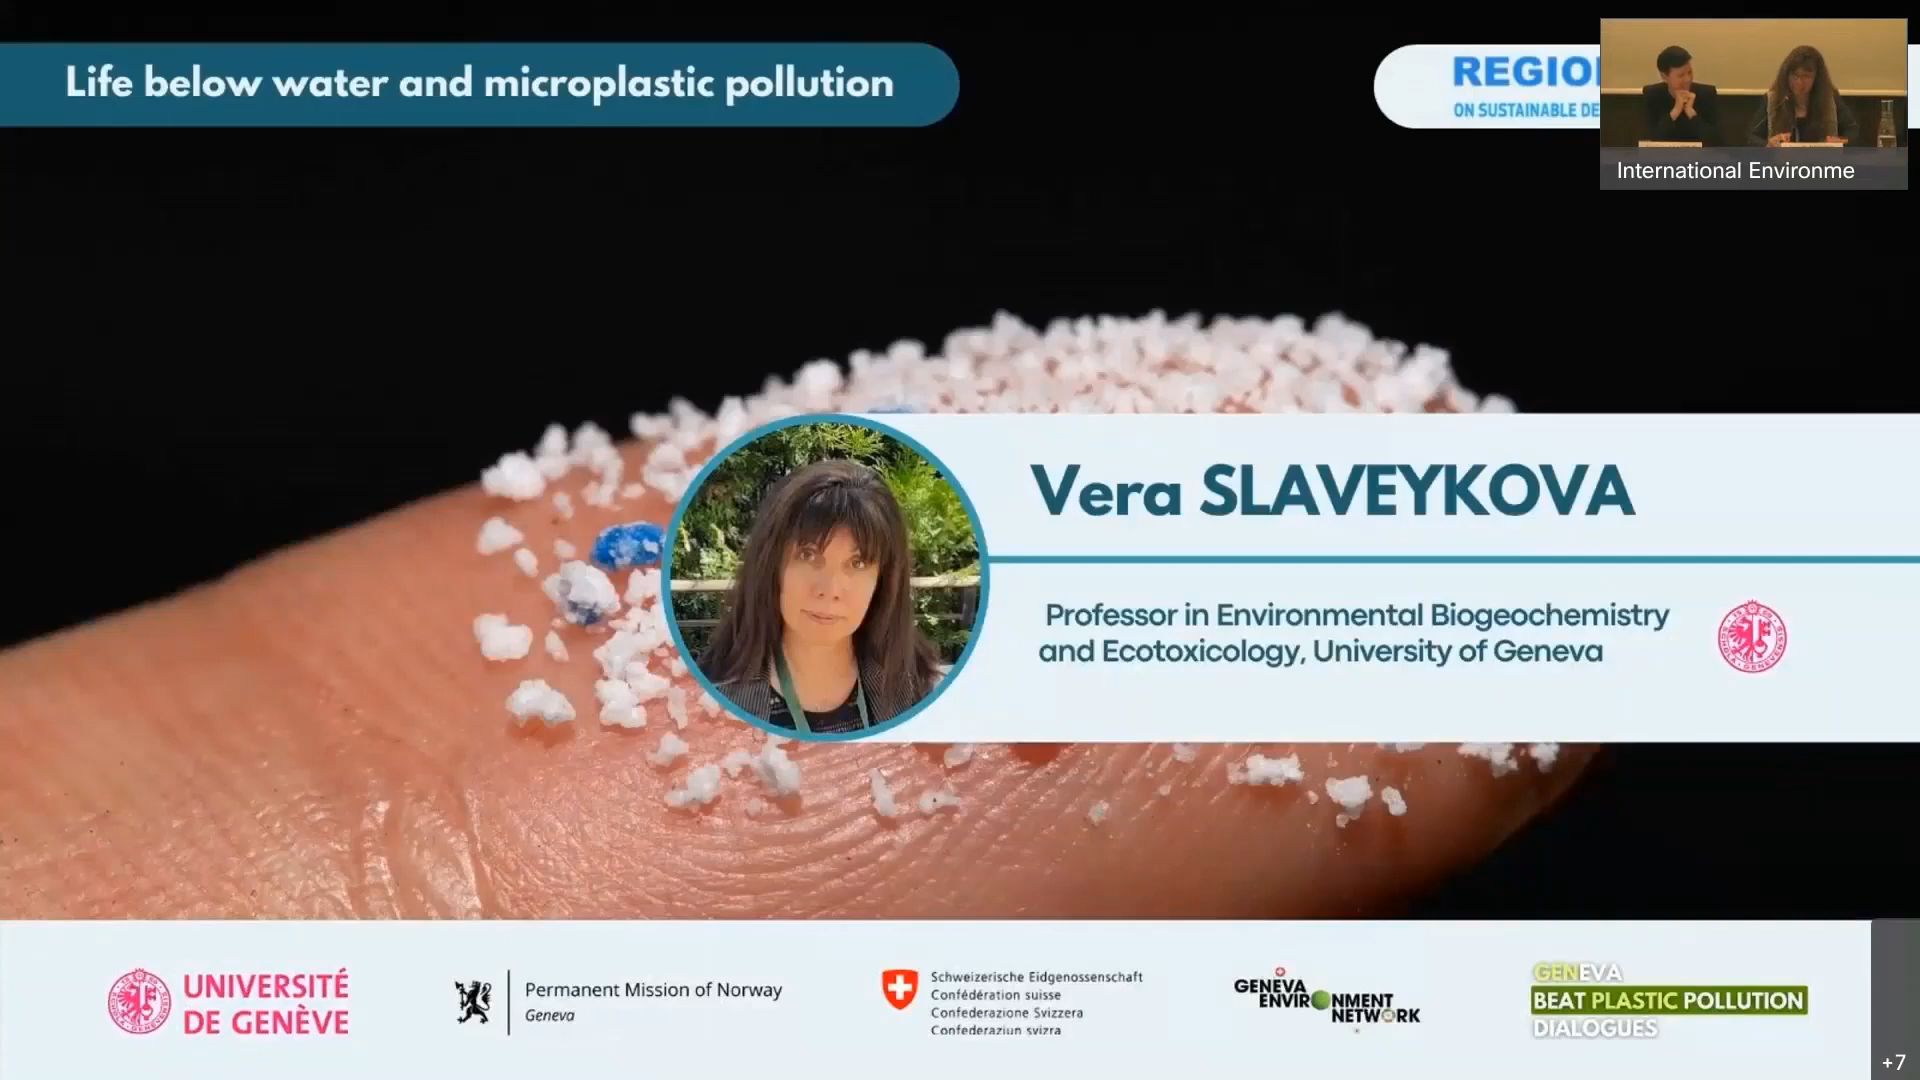 Life below water and microplastic pollution
REGIO
ON SUSTAINABLE DE
International Environme
Vera SLAVEYKOVA
Professor in Environmental Biogeochemistry
and Ecotoxicology, University of Geneva
UNIVERSITÉ
DE GENÈVE
Permanent Mission of Norway
Geneva
Schweizerische Eidgenossenschaft
Confédération suisse
Confederazione Svizzera
Confederaziun svizra
GENEVA
ENVIRONMENT
NETWORK
GENEVA
BEAT PLASTIC POLLUTION
DIALOGUES
+7